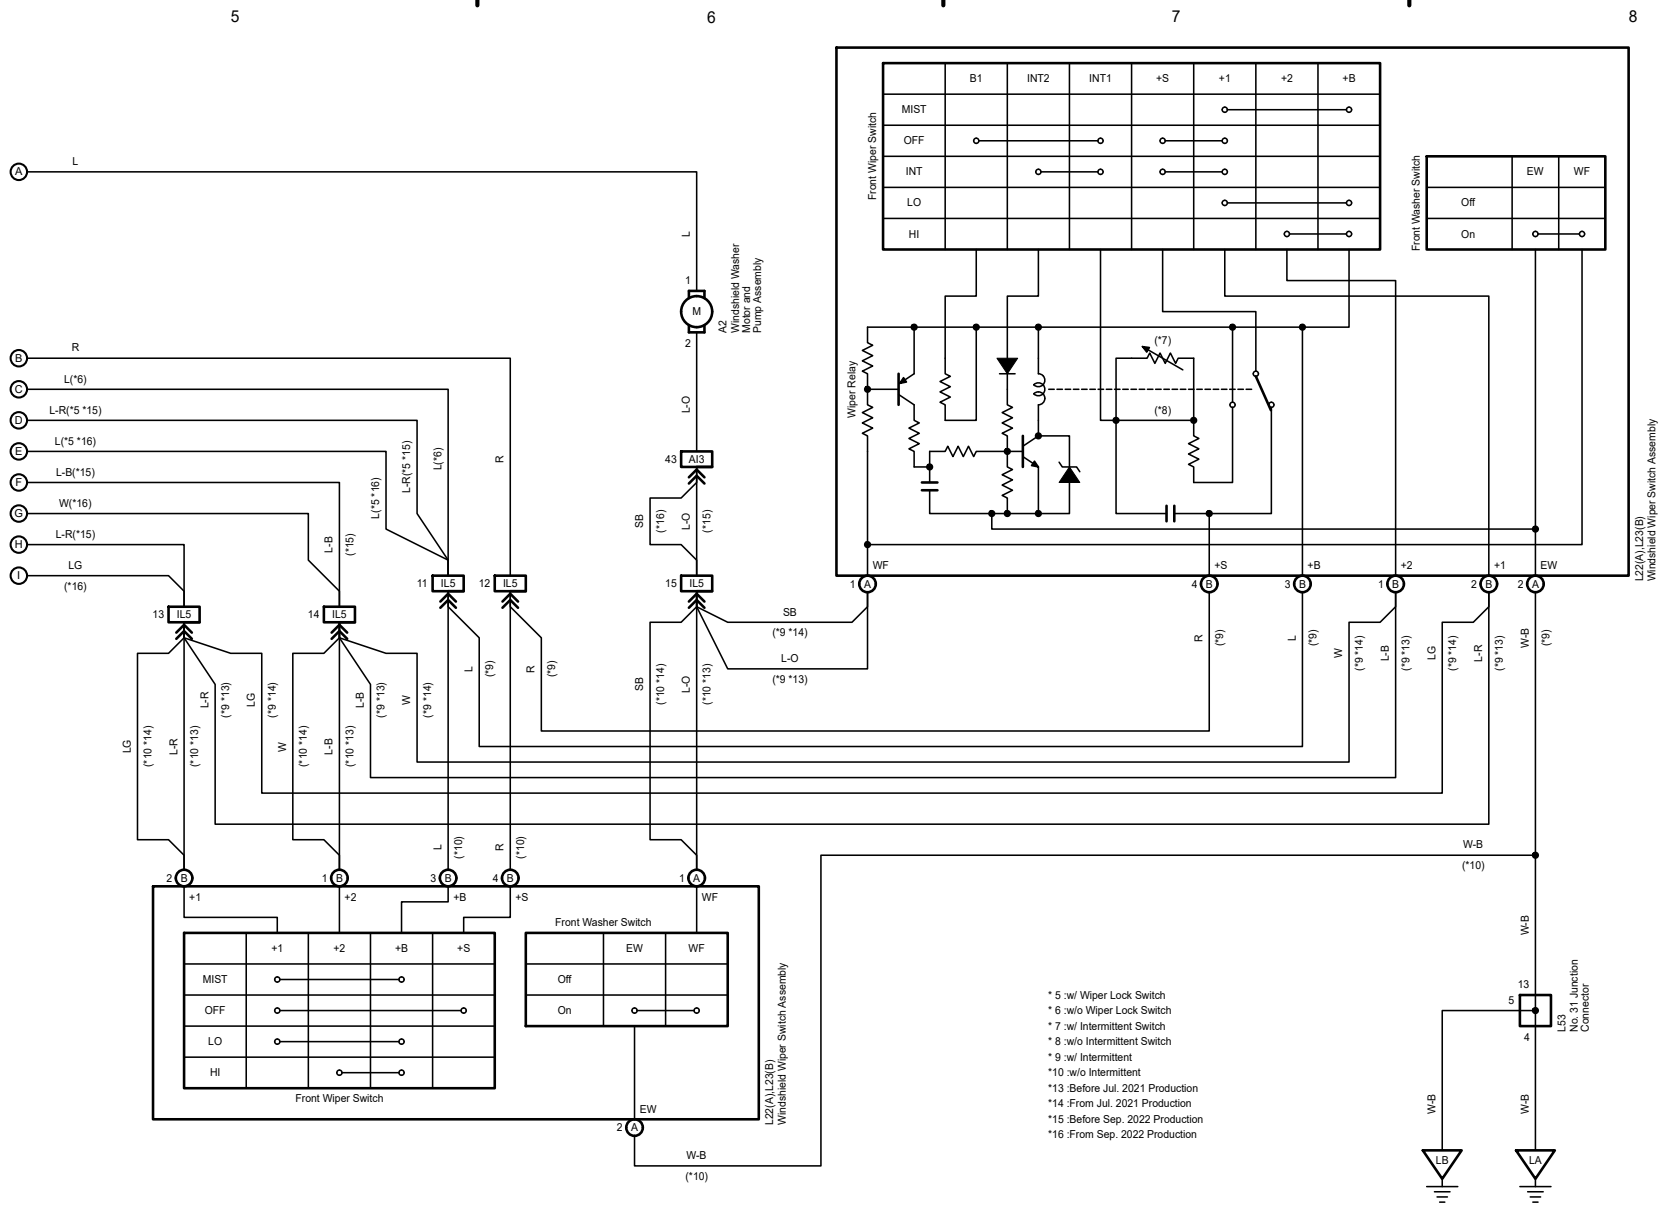 5 6 7 8
B1 INT2 INT1 +S +1 +2 +B
MIST
OFF
INT
LO
HI
Front Wiper Switch
EW WF
Off
On
Front Washer Switch
A L
L
1
M
2
A2
Windshield Washer
Motor and
Pump Assembly
L-O
43 AI3
SB
(*16)
L-O
(*15)
15 IL5
B R
C L(*6)
D L-R(*5 *15)
E L(*5 *16)
F L-B(*15)
G W(*16)
H L-R(*15)
I LG
(*16)
L(*5 *16)
L-R(*5 *15)
L(*6)
R
L-B
(*15)
11 IL5
12 IL5
13 IL5
14 IL5
Wiper Relay
(*7)
(*8)
WF +S +B +2 +1 EW
1 A 4 B 3 B 1 B 2 B 2 A
L22(A),L23(B)
Windshield Wiper Switch Assembly
SB
(*9 *14)
L-O
(*9 *13)
R
(*9)
L
(*9)
W
(*9 *14)
L-B
(*9 *13)
LG
(*9 *14)
L-R
(*9 *13)
W-B
(*9)
LG
(*10 *14)
L-R
(*10 *13)
L-R
(*9 *13)
LG
(*9 *14)
W
(*10 *14)
L-B
(*10 *13)
L-B
(*9 *13)
W
(*9 *14)
L
(*9)
R
(*9)
SB
(*10 *14)
L-O
(*10 *13)
L
(*10)
R
(*10)
W-B
(*10)
2 B 1 B 3 B 4 B 1 A
+1 +2 +B +S WF
+1 +2 +B +S
MIST
OFF
LO
HI
Front Wiper Switch
Front Washer Switch
EW WF
Off
On
EW
2 A
L22(A),L23(B)
Windshield Wiper Switch Assembly
W-B
(*10)
* 5 :w/ Wiper Lock Switch
* 6 :w/o Wiper Lock Switch
* 7 :w/ Intermittent Switch
* 8 :w/o Intermittent Switch
* 9 :w/ Intermittent
*10 :w/o Intermittent
*13 :Before Jul. 2021 Production
*14 :From Jul. 2021 Production
*15 :Before Sep. 2022 Production
*16 :From Sep. 2022 Production
W-B
13
5
4
L53
No. 31 Junction
Connector
W-B
W-B
LB
LA